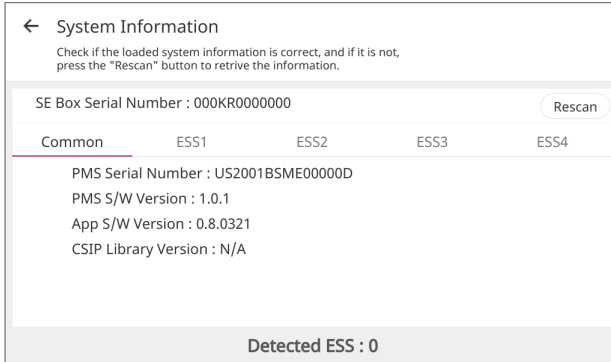 ← System Information
Check if the loaded system information is correct, and if it is not,
press the "Rescan" button to retrive the information.
SE Box Serial Number : 000KR0000000
Rescan
Common ESS1 ESS2 ESS3 ESS4
PMS Serial Number : US2001BSME00000D
PMS S/W Version : 1.0.1
App S/W Version : 0.8.0321
CSIP Library Version : N/A
Detected ESS : 0